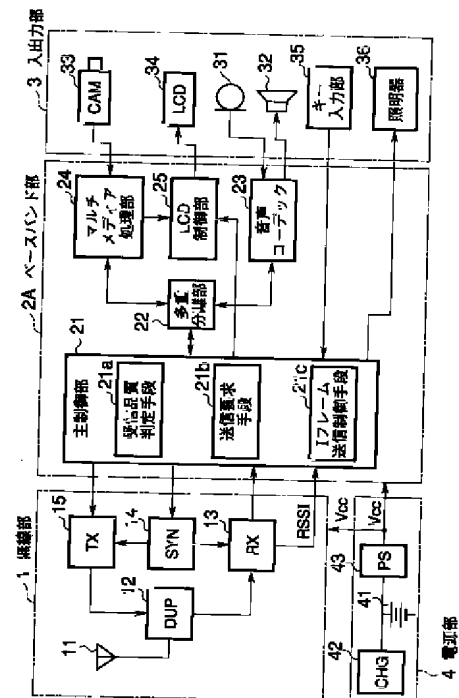 1 無線部
11
12
DUP
15
TX
14
SYN
13
RX
RSSI
2A ベースバンド部
21
主制御部
21a
受信品質
判定手段
21b
送信要求
手段
21c
Iフレーム
送信制御手段
22
多重
分離部
24
マルチ
メディア
処理部
25
LCD
制御部
23
音声
コーデック
3 入出力部
33
CAM
34
LCD
31
32
35
キー
入力部
36
照明器
4 電源部
42
CHG
41
43
PS
Vcc
Vcc